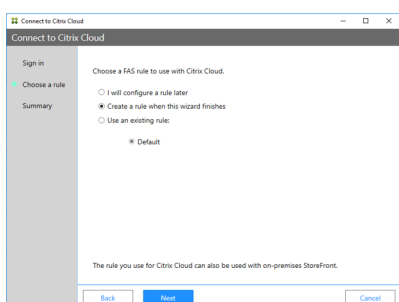 Connect to Citrix Cloud
Connect to Citrix Cloud
Sign in
Choose a rule
Summary
Choose a FAS rule to use with Citrix Cloud.
I will configure a rule later
Create a rule when this wizard finishes
Use an existing rule:
Default
The rule you use for Citrix Cloud can also be used with on-premises StoreFront.
Back
Next
Cancel